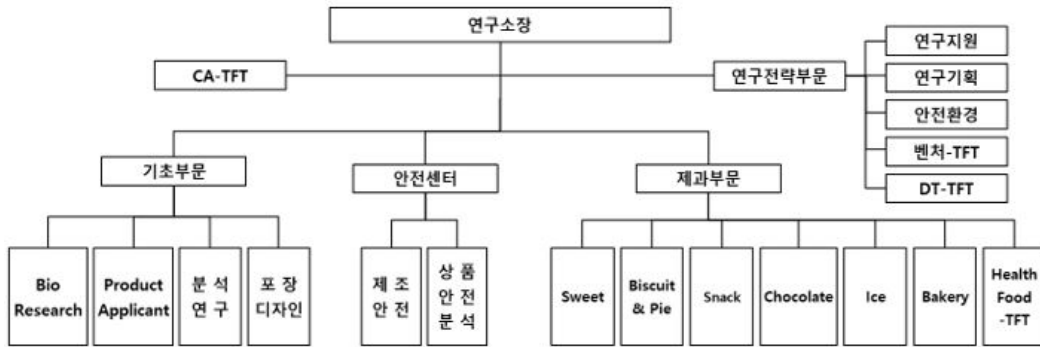 연구소장
CA-TFT
연구전략부문
연구지원
연구기획
안전환경
벤처-TFT
DT-TFT
기초부문
안전센터
제과부문
Bio
Research
Product
Applicant
분 석
연 구
포 장
디자인
제 조
안 전
상 품
안 전
분 석
Sweet
Biscuit
& Pie
Snack
Chocolate
Ice
Bakery
Health
Food
-TFT